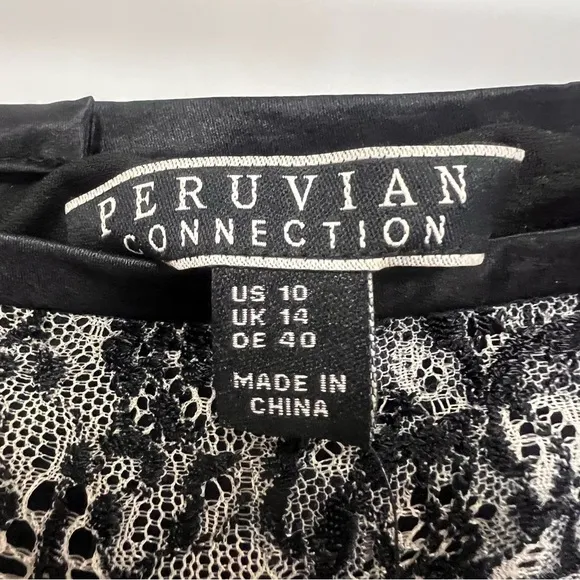 PERUVIAN
CONNECTION
US 10
UK 14
DE 40
MADE IN
CHINA